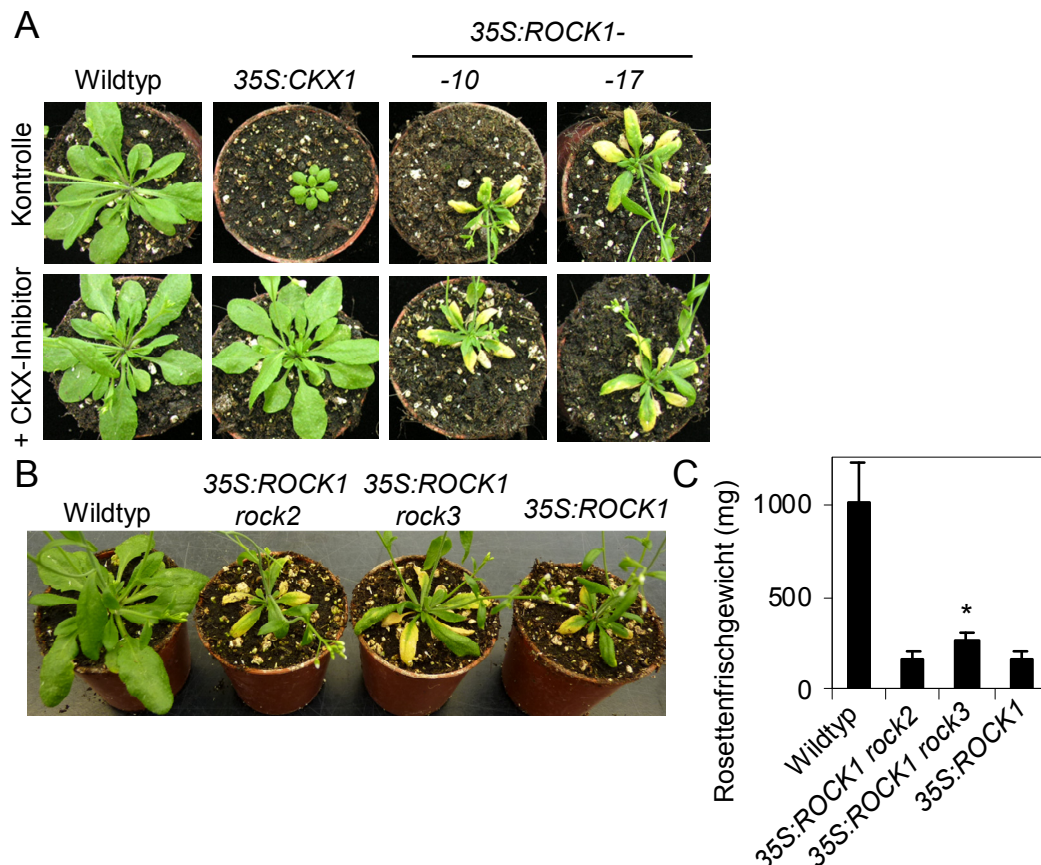 A
35S:ROCK1-
Wildtyp
35S:CKX1
-10
-17
Kontrolle
+ CKX-Inhibitor
B
Wildtyp
35S:ROCK1
rock2
35S:ROCK1
rock3
35S:ROCK1
C
Rosettenfrischgewicht (mg)
1000
500
0
*
Wildtyp
35S:ROCK1 rock2
35S:ROCK1 rock3
35S:ROCK1